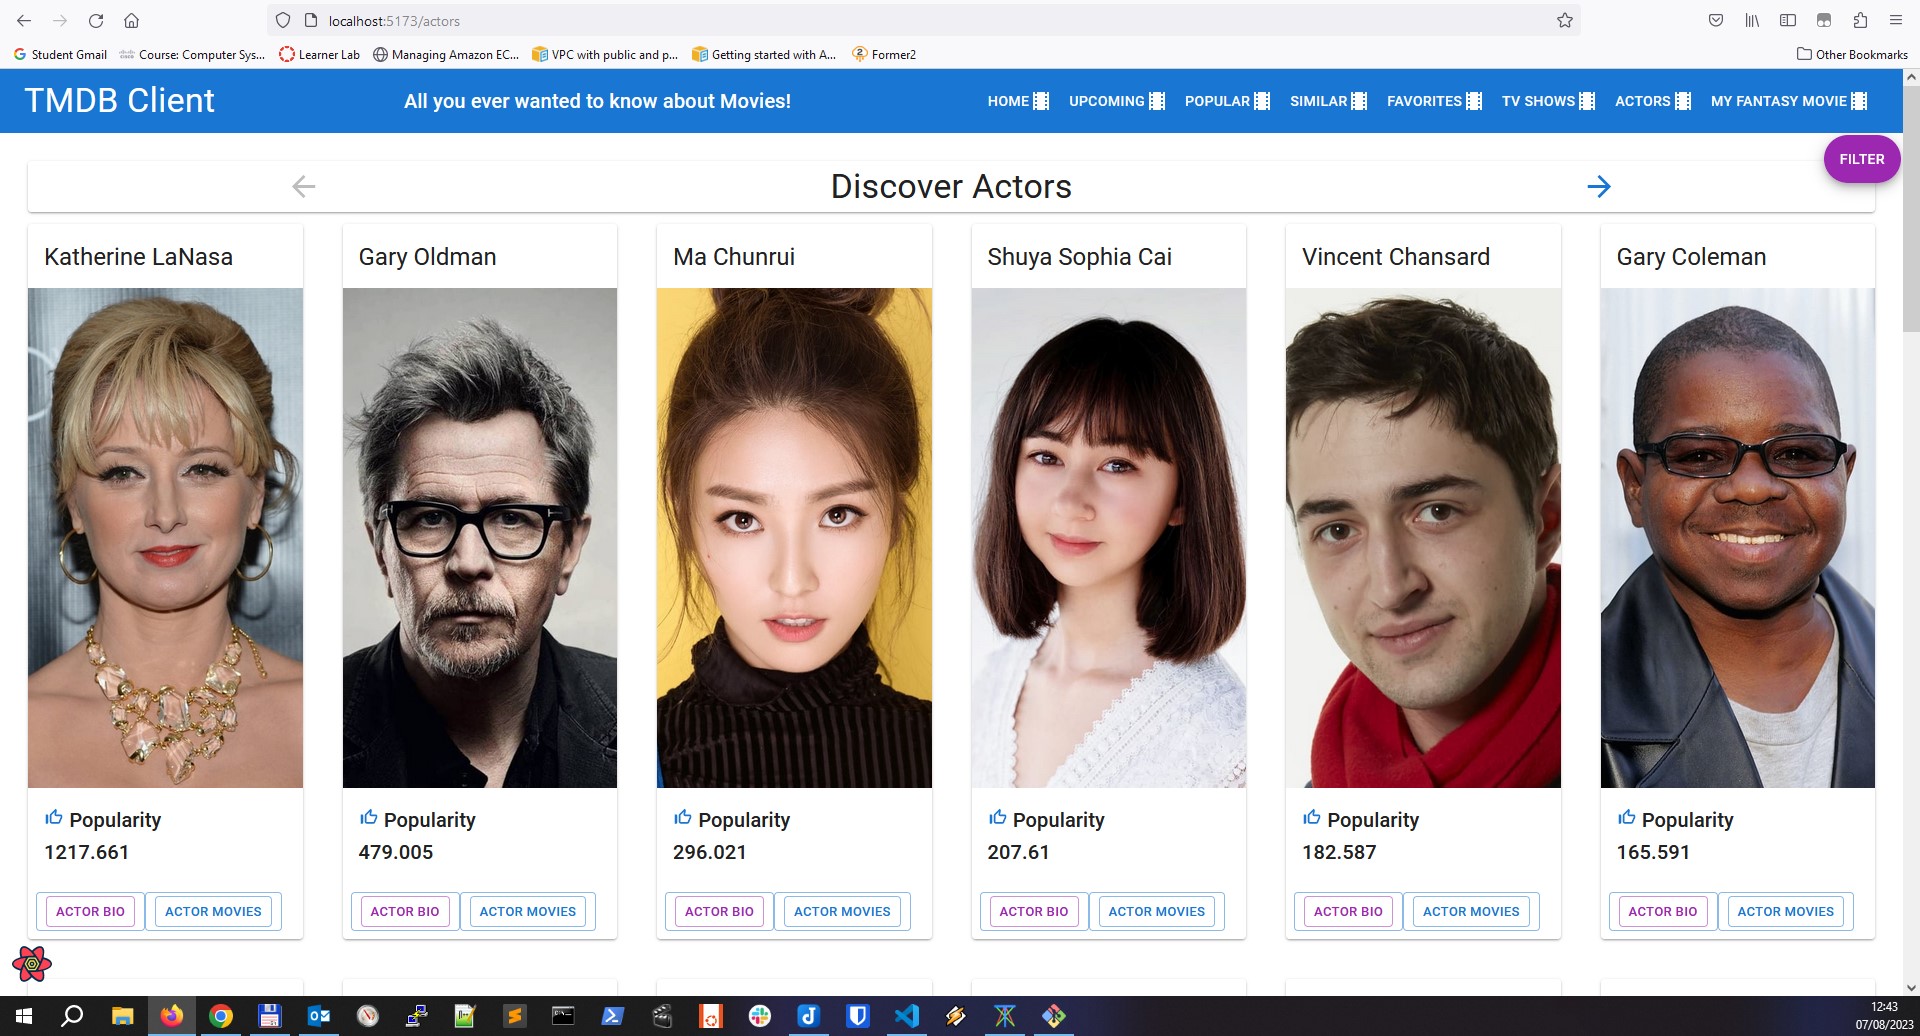 localhost:5173/actors
Student Gmail
Course: Computer Sys...
Learner Lab
Managing Amazon EC...
VPC with public and p...
Getting started with A...
Former2
Other Bookmarks
TMDB Client
All you ever wanted to know about Movies!
HOME
UPCOMING
POPULAR
SIMILAR
FAVORITES
TV SHOWS
ACTORS
MY FANTASY MOVIE
FILTER
Discover Actors
Katherine LaNasa
Gary Oldman
Ma Chunrui
Shuya Sophia Cai
Vincent Chansard
Gary Coleman
Popularity
1217.661
Popularity
479.005
Popularity
296.021
Popularity
207.61
Popularity
182.587
Popularity
165.591
ACTOR BIO
ACTOR MOVIES
ACTOR BIO
ACTOR MOVIES
ACTOR BIO
ACTOR MOVIES
ACTOR BIO
ACTOR MOVIES
ACTOR BIO
ACTOR MOVIES
ACTOR BIO
ACTOR MOVIES
12:43
07/08/2023